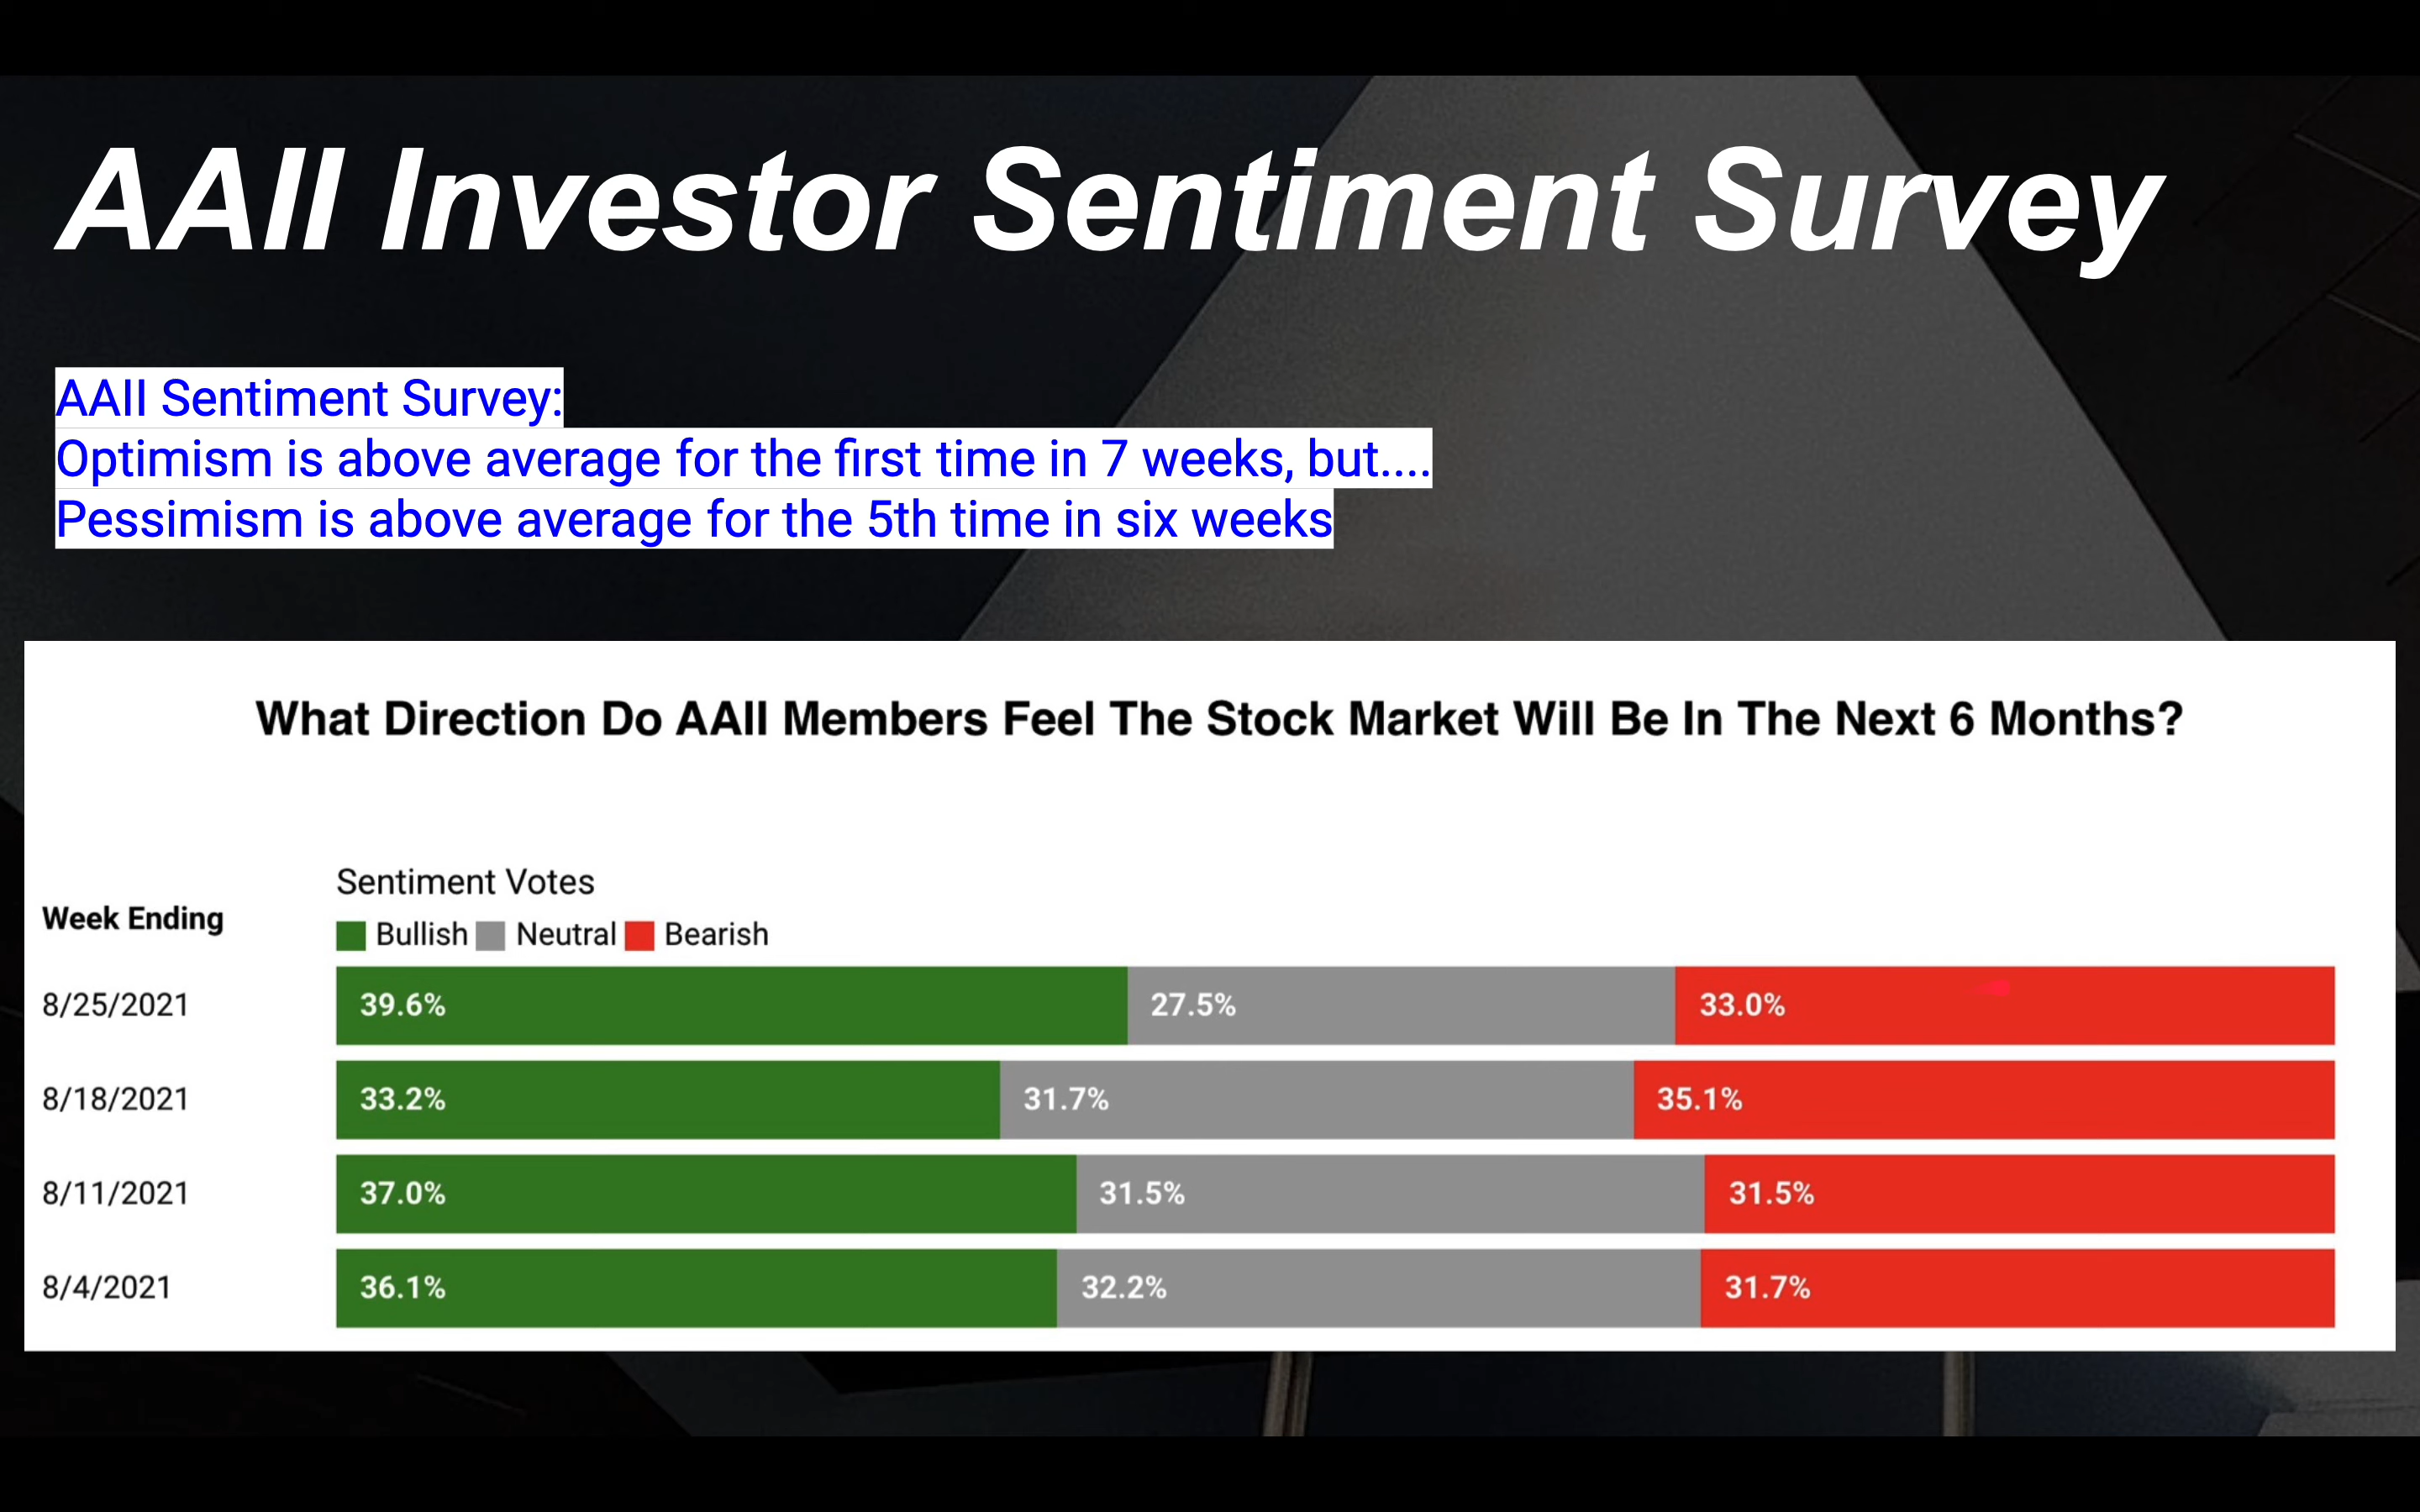 AAII Investor Sentiment Survey
AAII Sentiment Survey:
Optimism is above average for the first time in 7 weeks, but....
Pessimism is above average for the 5th time in six weeks
What Direction Do AAII Members Feel The Stock Market Will Be In The Next 6 Months?
Sentiment Votes
Week Ending
Bullish Neutral Bearish
8/25/2021 39.6% 27.5% 33.0%
8/18/2021 33.2% 31.7% 35.1%
8/11/2021 37.0% 31.5% 31.5%
8/4/2021 36.1% 32.2% 31.7%